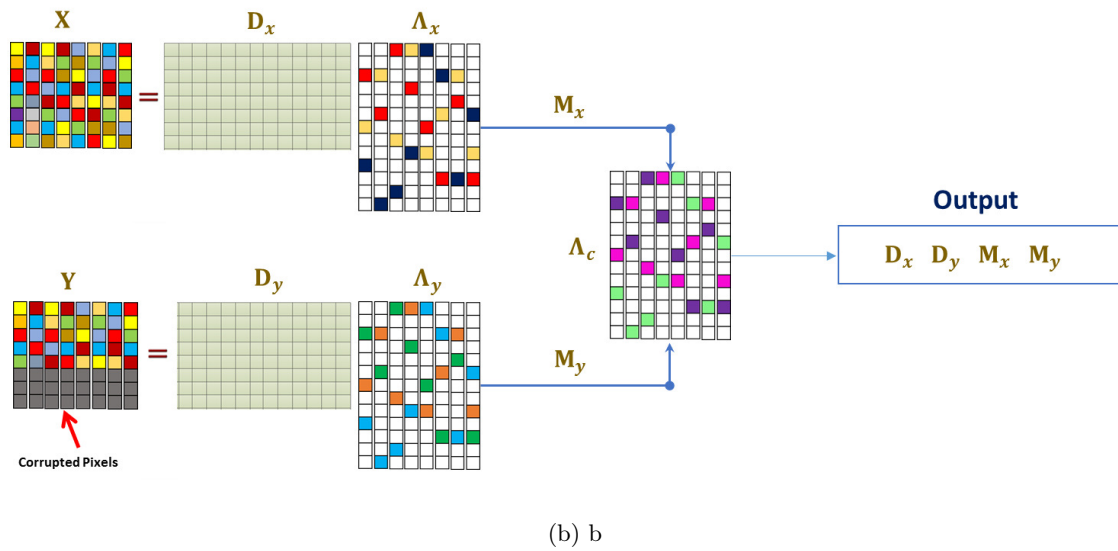 X D_x Λ_x
=
M_x
Output
Λ_c
D_x D_y M_x M_y
Y D_y Λ_y
=
M_y
Corrupted Pixels
(b) b